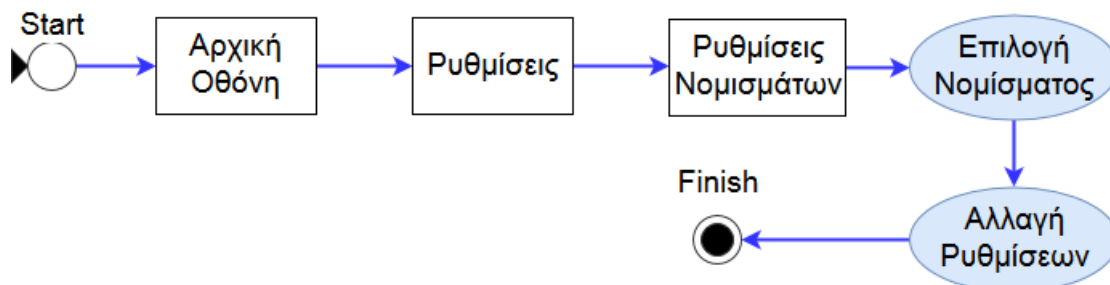 Start
Αρχική
Οθόνη
Ρυθμίσεις
Ρυθμίσεις
Νομισμάτων
Επιλογή
Νομίσματος
Finish
Αλλαγή
Ρυθμίσεων